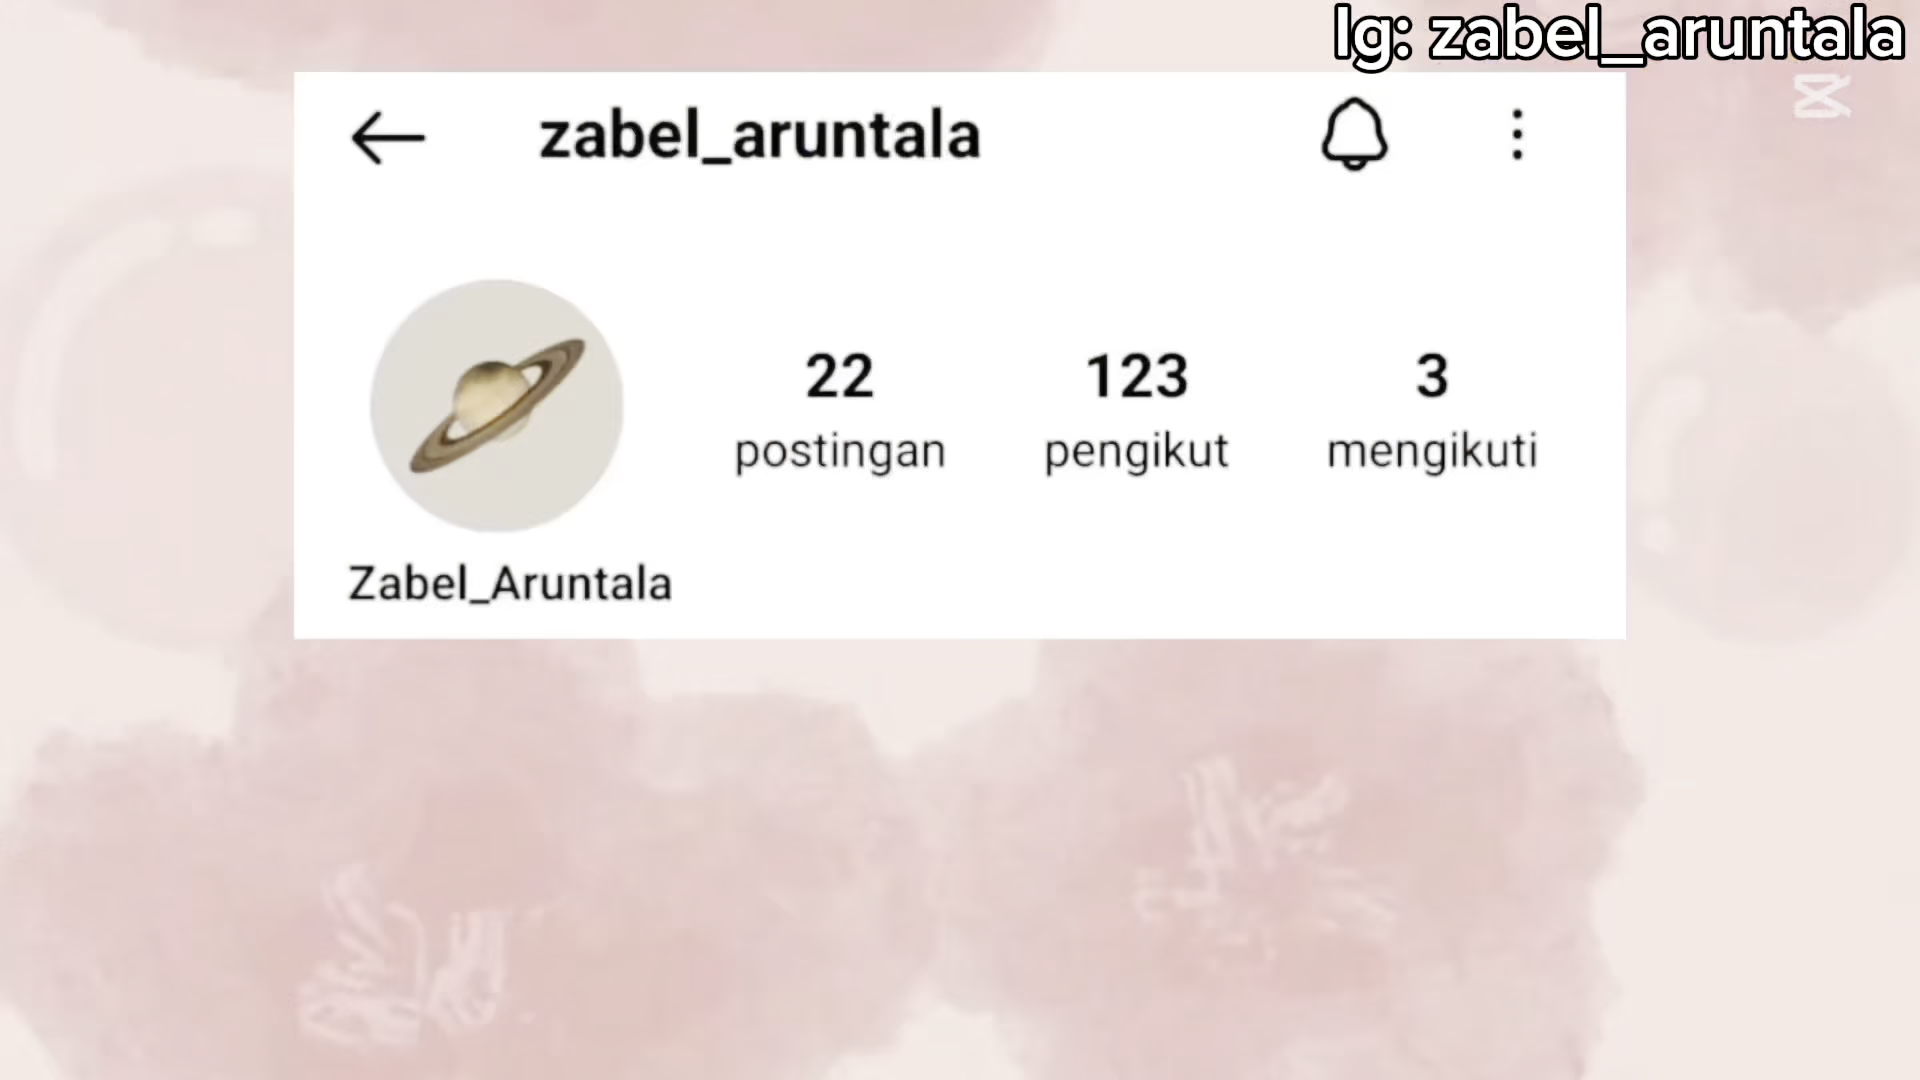 Ig: zabel_aruntala
zabel_aruntala
22 123 3
postingan pengikut mengikuti
Zabel_Aruntala